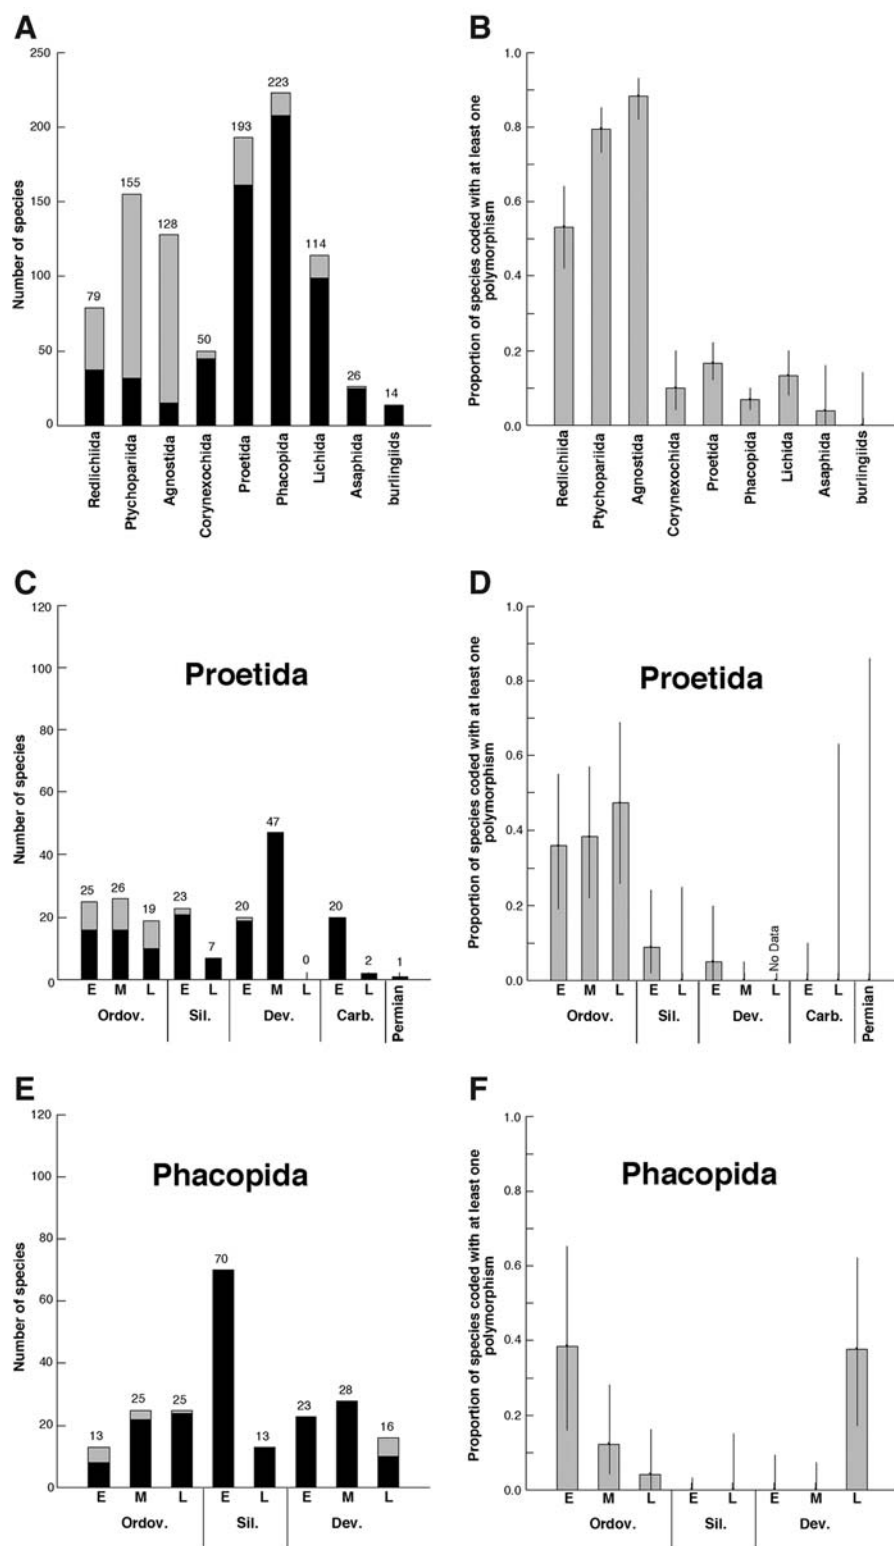 A
Number of species
250
200
150
100
50
0
79
155
128
50
193
223
114
26
14
Redlichiida
Ptychopariida
Agnostida
Corynexochida
Proetida
Phacopida
Lichida
Asaphida
burlingiids
B
Proportion of species coded with at least one
polymorphism
1.0
0.8
0.6
0.4
0.2
0.0
Redlichiida
Ptychopariida
Agnostida
Corynexochida
Proetida
Phacopida
Lichida
Asaphida
burlingiids
C
Proetida
Number of species
120
100
80
60
40
20
0
25
26
19
23
7
20
47
0
20
2
1
E M L E L E M L E L
Ordov. Sil. Dev. Carb. Permian
D
Proetida
Proportion of species coded with at least one
polymorphism
1.0
0.8
0.6
0.4
0.2
0.0
No Data
E M L E L E M L E L
Ordov. Sil. Dev. Carb. Permian
E
Phacopida
Number of species
120
100
80
60
40
20
0
13
25
25
70
13
23
28
16
E M L E L E M L
Ordov. Sil. Dev.
F
Phacopida
Proportion of species coded with at least one
polymorphism
1.0
0.8
0.6
0.4
0.2
0.0
E M L E L E M L
Ordov. Sil. Dev.